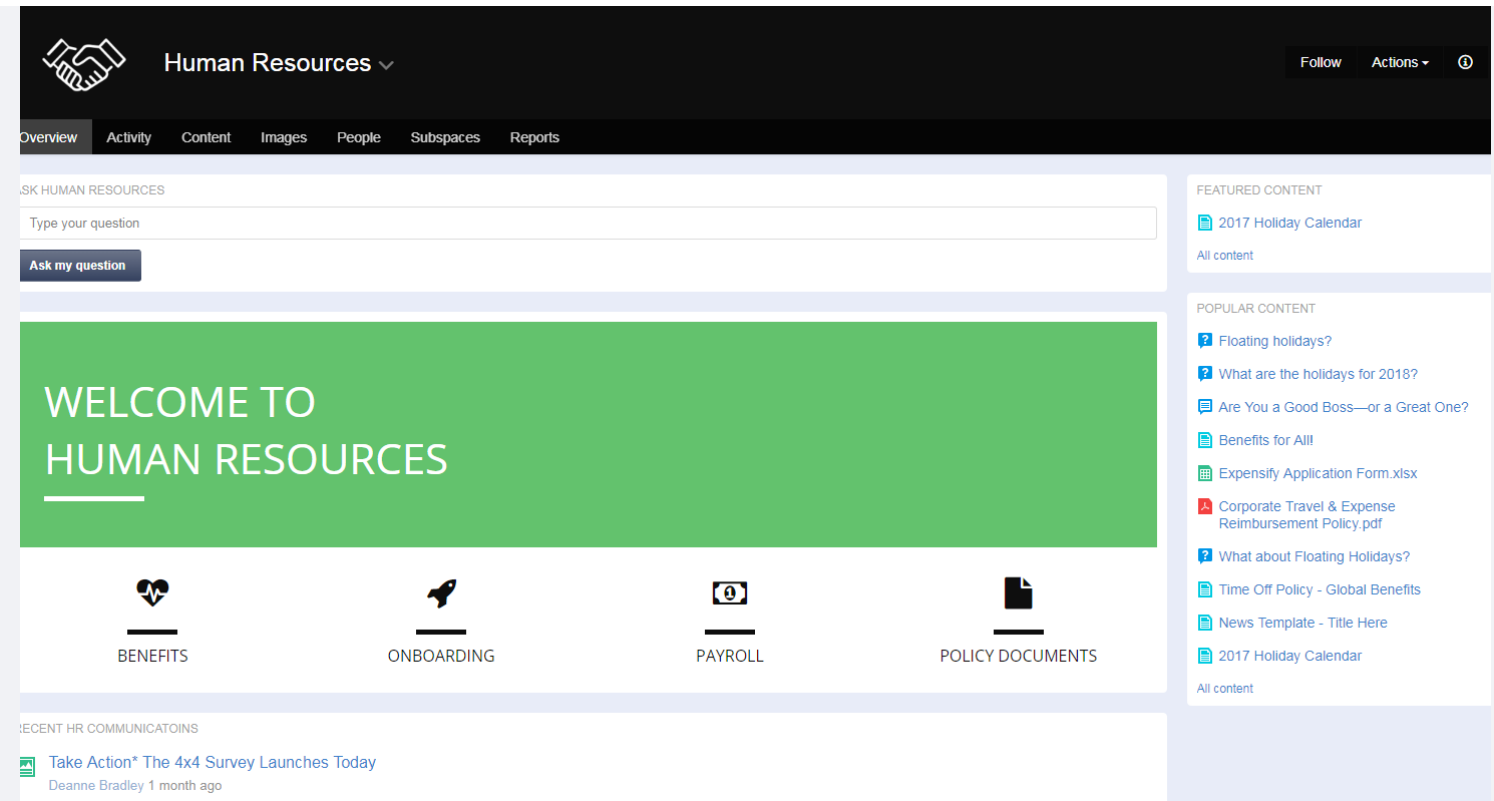 Human Resources
Follow Actions
Overview Activity Content Images People Subspaces Reports
ASK HUMAN RESOURCES
Type your question
Ask my question
WELCOME TO
HUMAN RESOURCES
BENEFITS
ONBOARDING
PAYROLL
POLICY DOCUMENTS
RECENT HR COMMUNICATOINS
Take Action* The 4x4 Survey Launches Today
Deanne Bradley 1 month ago
FEATURED CONTENT
2017 Holiday Calendar
All content
POPULAR CONTENT
Floating holidays?
What are the holidays for 2018?
Are You a Good Boss—or a Great One?
Benefits for All!
Expensify Application Form.xlsx
Corporate Travel & Expense
Reimbursement Policy.pdf
What about Floating Holidays?
Time Off Policy - Global Benefits
News Template - Title Here
2017 Holiday Calendar
All content